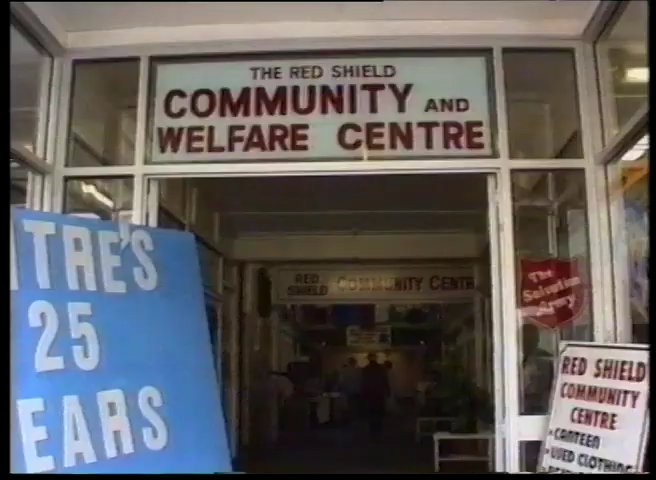 THE RED SHIELD
COMMUNITY AND
WELFARE CENTRE
TRE'S
25
EARS
RED
SHIELD
COMMUNITY CENTR
The
Salvation
Army
RED SHIELD
COMMUNITY
CENTRE
• CANTEEN
• USED CLOTHING